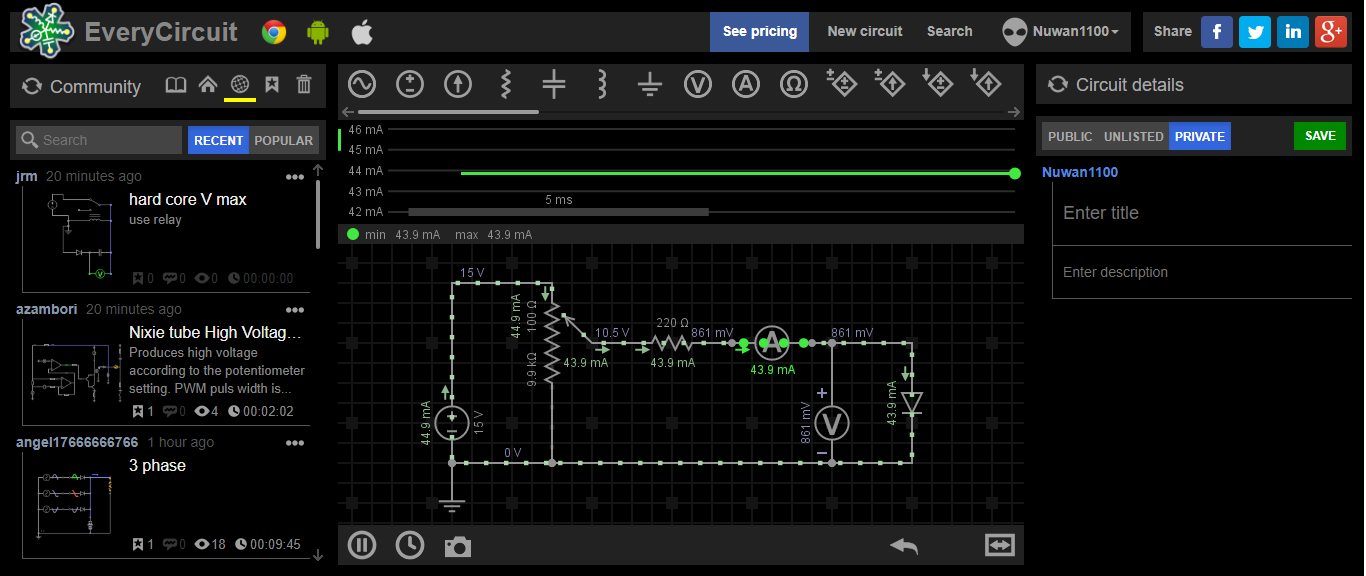 EveryCircuit
See pricing
New circuit
Search
Nuwan1100
Share
f
in
g+
Community
Search
RECENT
POPULAR
jrm 20 minutes ago
hard core V max
use relay
0 0 0 00:00:00
azambori 20 minutes ago
Nixie tube High Voltag...
Produces high voltage
according to the potentiometer
setting. PWM puls width is...
1 0 4 00:02:02
angel17666666766 1 hour ago
3 phase
1 0 18 00:09:45
V
A
Ω
46 mA
45 mA
44 mA
43 mA
42 mA
5 ms
min 43.9 mA max 43.9 mA
15 V
44.9 mA
100 Ω
9.9 kΩ
10.5 V
43.9 mA
220 Ω
43.9 mA
861 mV
A
43.9 mA
861 mV
861 mV
V
43.9 mA
44.9 mA
15 V
0 V
Circuit details
PUBLIC
UNLISTED
PRIVATE
SAVE
Nuwan1100
Enter title
Enter description